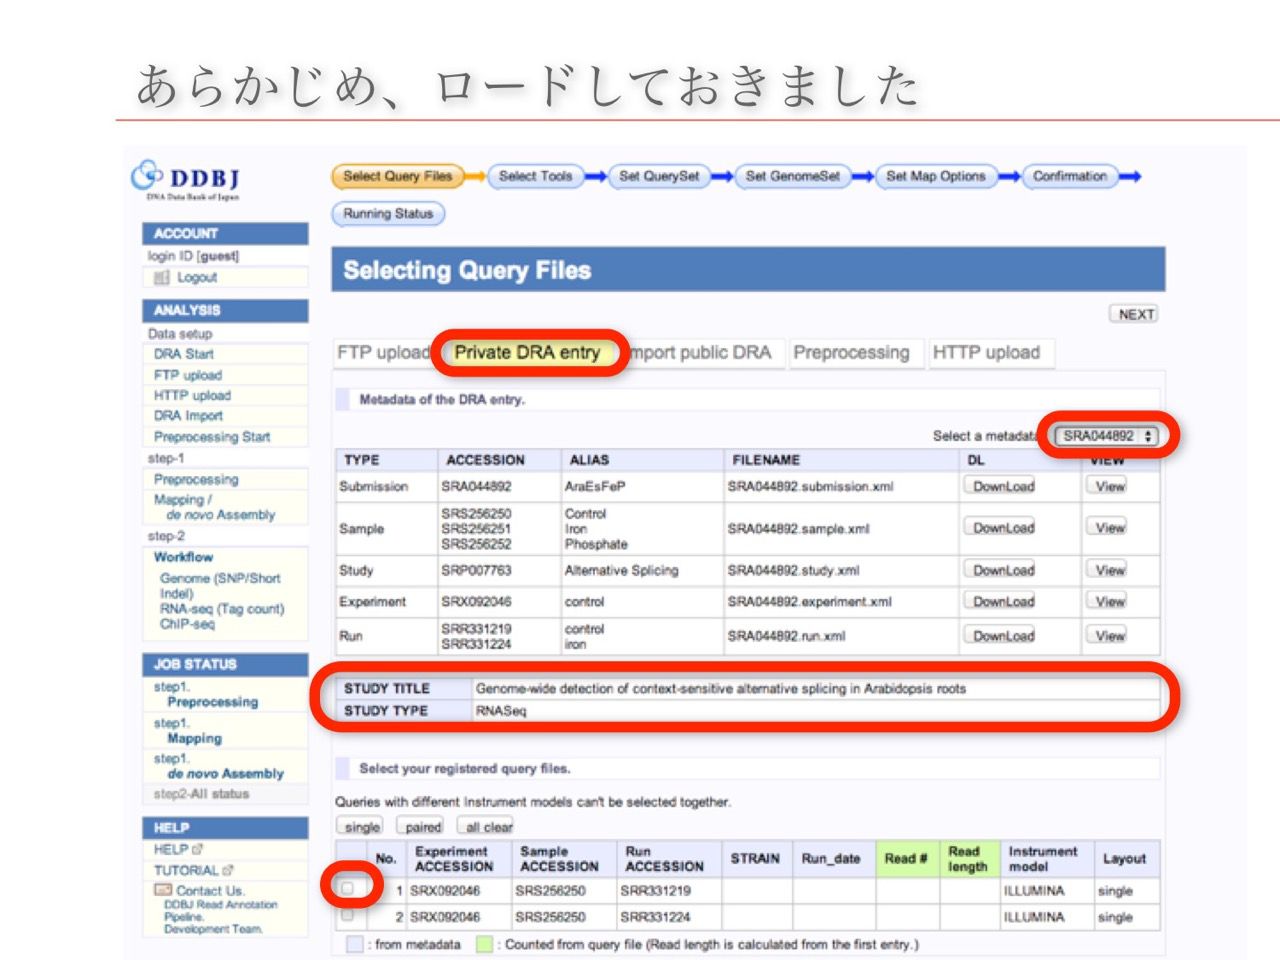 あらかじめ、ロードしておきました
DDBJ
DNA Data Bank of Japan
Select Query Files
Select Tools
Set QuerySet
Set GenomeSet
Set Map Options
Confirmation
Running Status
ACCOUNT
login ID [guest]
Logout
ANALYSIS
Data setup
DRA Start
FTP upload
HTTP upload
DRA Import
Preprocessing Start
step-1
Preprocessing
Mapping /
de novo Assembly
step-2
Workflow
Genome (SNP/Short
Indel)
RNA-seq (Tag count)
ChIP-seq
JOB STATUS
step1.
Preprocessing
step1.
Mapping
step1.
de novo Assembly
step2-All status
HELP
HELP
TUTORIAL
Contact Us.
DDBJ Read Annotation
Pipeline.
Development Team.
Selecting Query Files
NEXT
FTP upload Private DRA entry mport public DRA Preprocessing HTTP upload
Metadata of the DRA entry.
Select a metadata SRA044892
TYPE ACCESSION ALIAS FILENAME DL VIEW
Submission SRA044892 AraEsFeP SRA044892.submission.xml DownLoad View
Sample SRS256250 Control SRA044892.sample.xml DownLoad View
SRS256251 Iron
SRS256252 Phosphate
Study SRP007763 Alternative Splicing SRA044892.study.xml DownLoad View
Experiment SRX092046 control SRA044892.experiment.xml DownLoad View
Run SRR331219 control SRA044892.run.xml DownLoad View
SRR331224 iron
STUDY TITLE Genome-wide detection of context-sensitive alternative splicing in Arabidopsis roots
STUDY TYPE RNASeq
Select your registered query files.
Queries with different Instrument models can't be selected together.
single paired all clear
No. Experiment ACCESSION Sample ACCESSION Run ACCESSION STRAIN Run_date Read # Read length Instrument model Layout
1 SRX092046 SRS256250 SRR331219 ILLUMINA single
2 SRX092046 SRS256250 SRR331224 ILLUMINA single
: from metadata : Counted from query file (Read length is calculated from the first entry.)